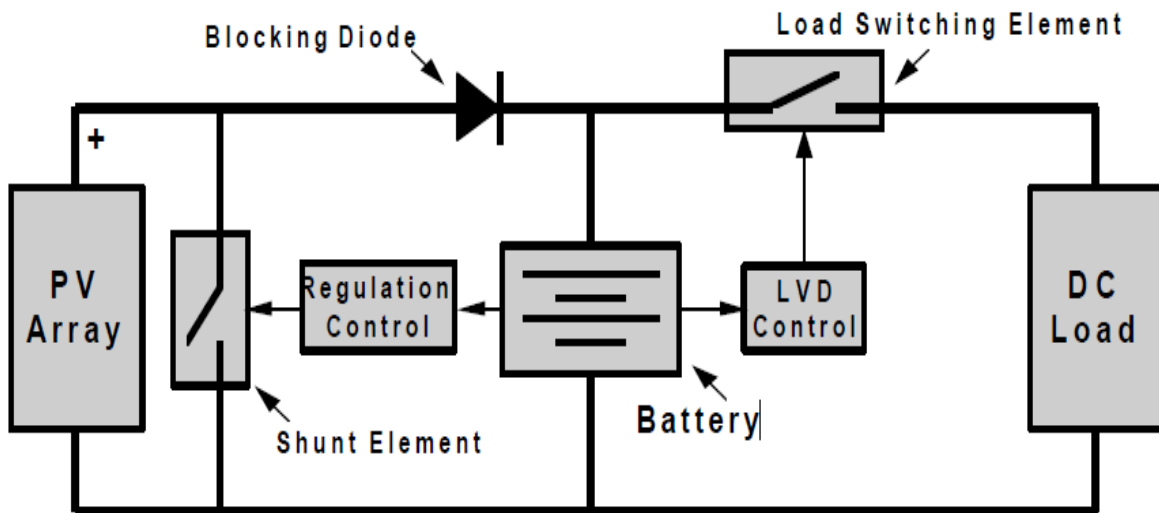 Blocking Diode
Load Switching Element
+
PV
Array
Regulation
Control
LVD
Control
DC
Load
Shunt Element
Battery